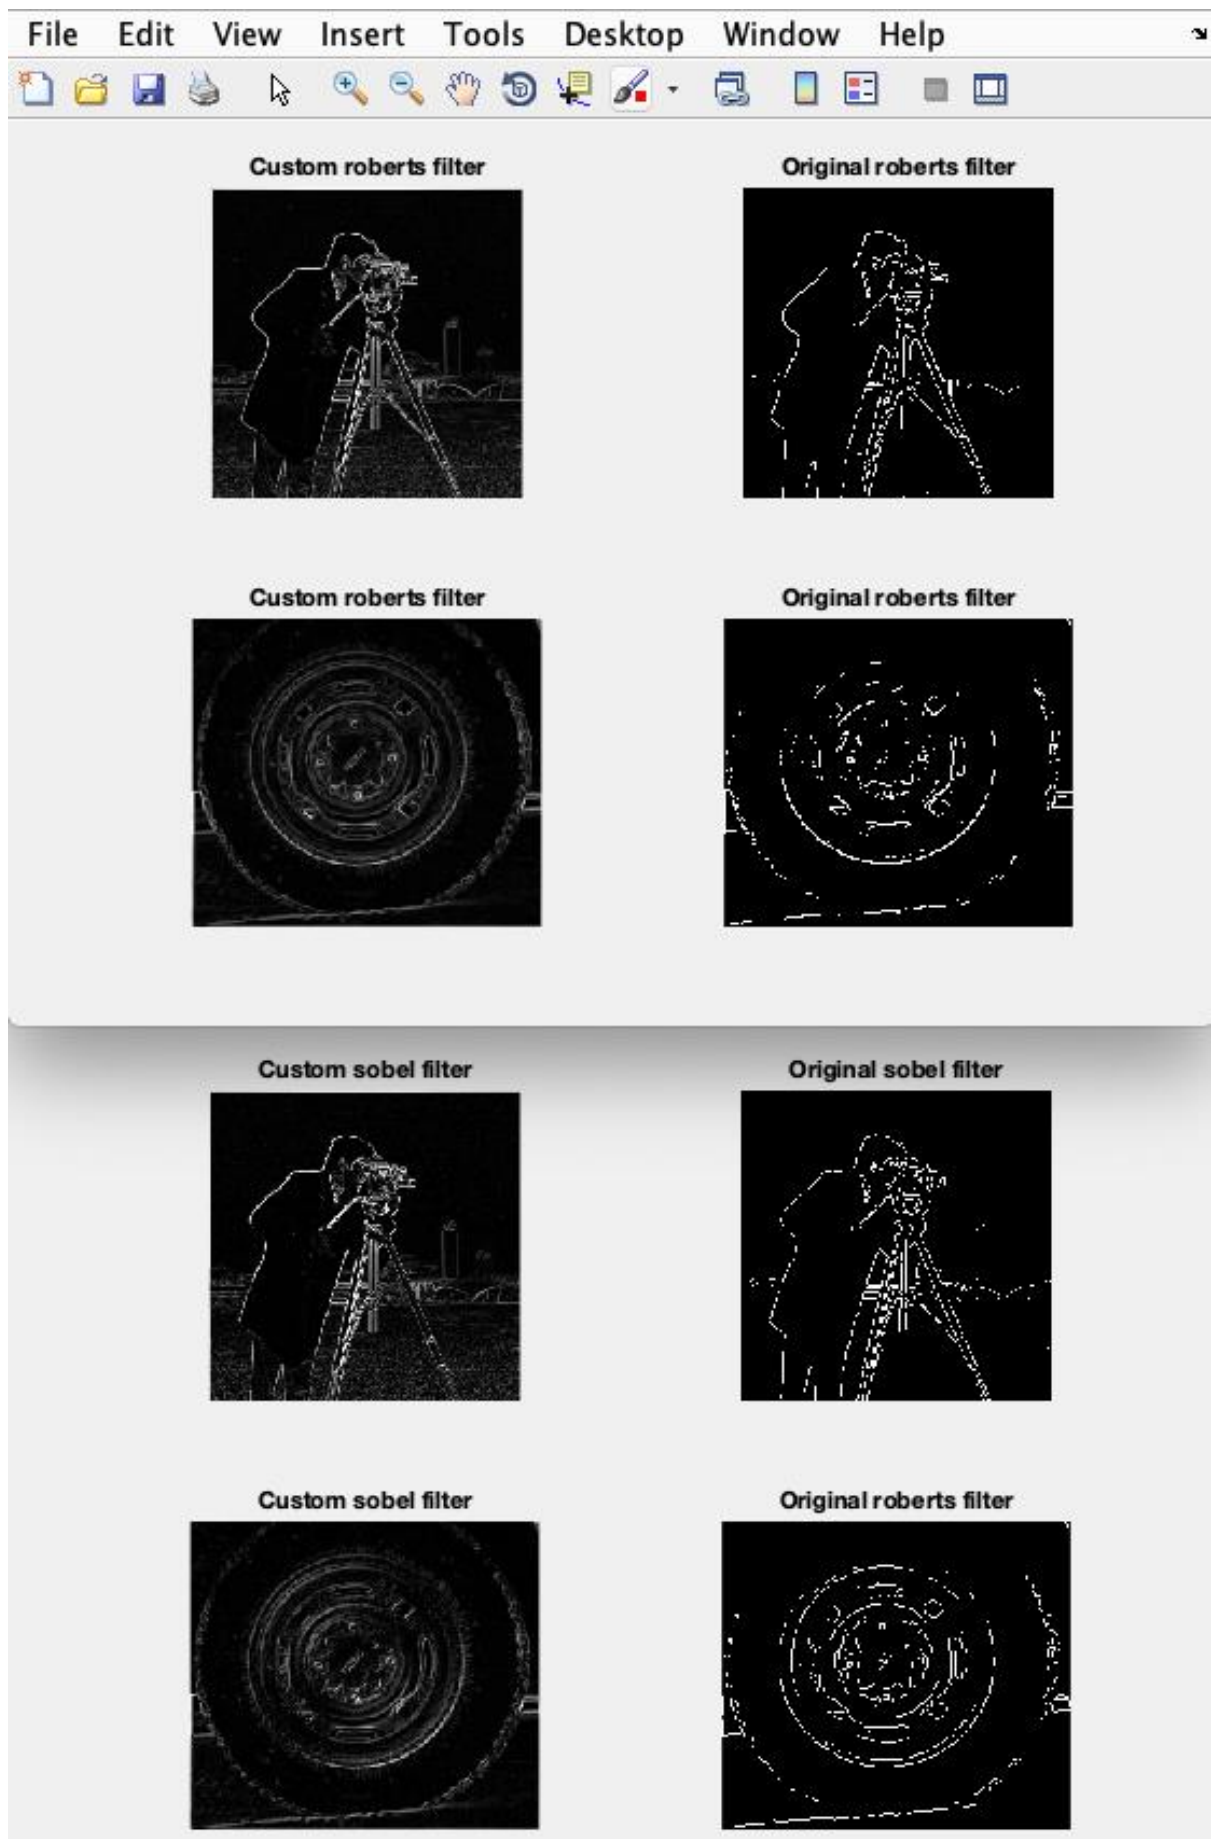 File Edit View Insert Tools Desktop Window Help
Custom roberts filter
Original roberts filter
Custom roberts filter
Original roberts filter
Custom sobel filter
Original sobel filter
Custom sobel filter
Original roberts filter